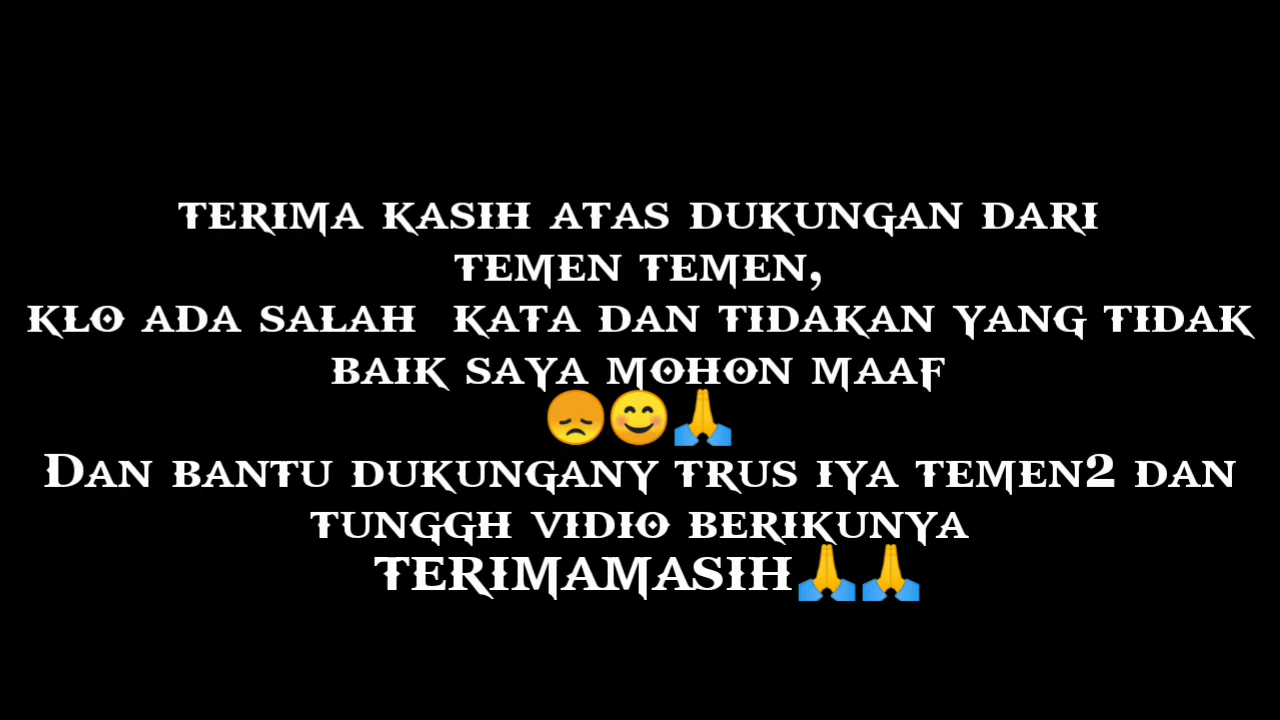 TERIMA KASIH ATAS DUKUNGAN DARI
TEMEN TEMEN,
KLO ADA SALAH KATA DAN TIDAKAN YANG TIDAK
BAIK SAYA MOHON MAAF
😞😊🙏
DAN BANTU DUKUNGANY TRUS IYA TEMEN2 DAN
TUNGGGH VIDIO BERIKUNYA
TERIMAMASIH🙏🙏